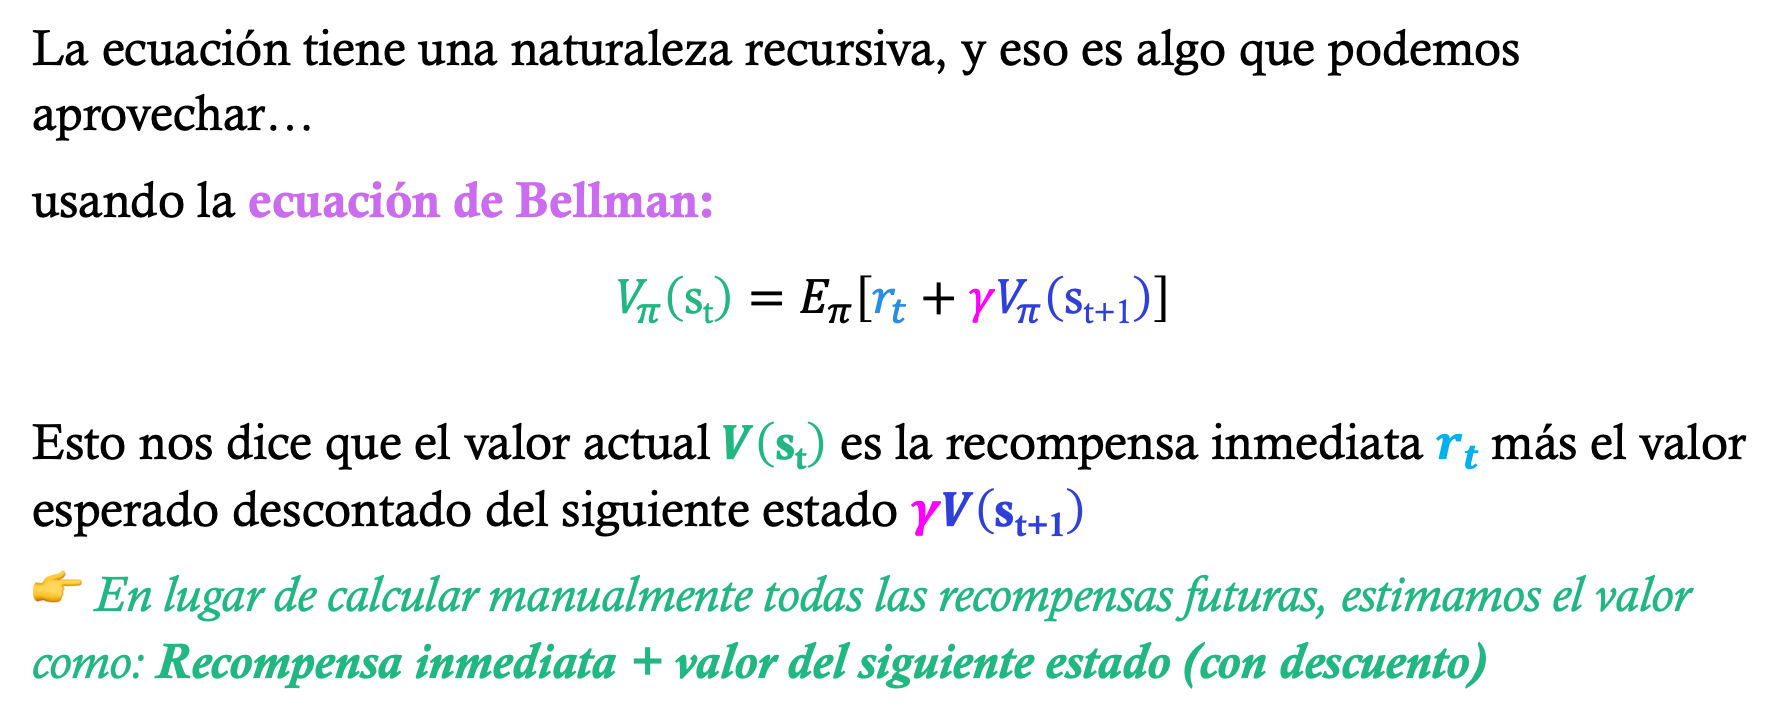 La ecuación tiene una naturaleza recursiva, y eso es algo que podemos
aprovechar…
usando la ecuación de Bellman:
Vπ(sₜ) = Eπ[rₜ + γVπ(sₜ₊₁)]
Esto nos dice que el valor actual V(sₜ) es la recompensa inmediata rₜ más el valor
esperado descontado del siguiente estado γV(sₜ₊₁)
👉 En lugar de calcular manualmente todas las recompensas futuras, estimamos el valor
como: Recompensa inmediata + valor del siguiente estado (con descuento)